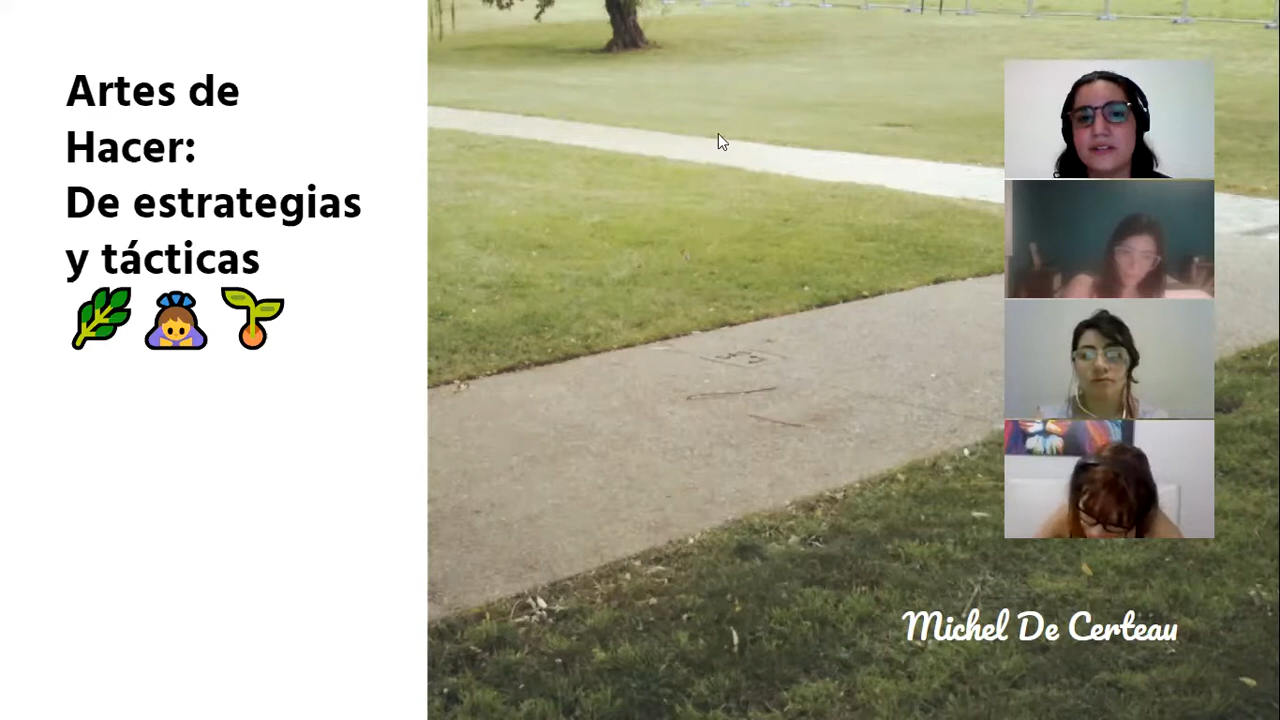 Artes de
Hacer:
De estrategias
y tácticas
Michel De Certeau